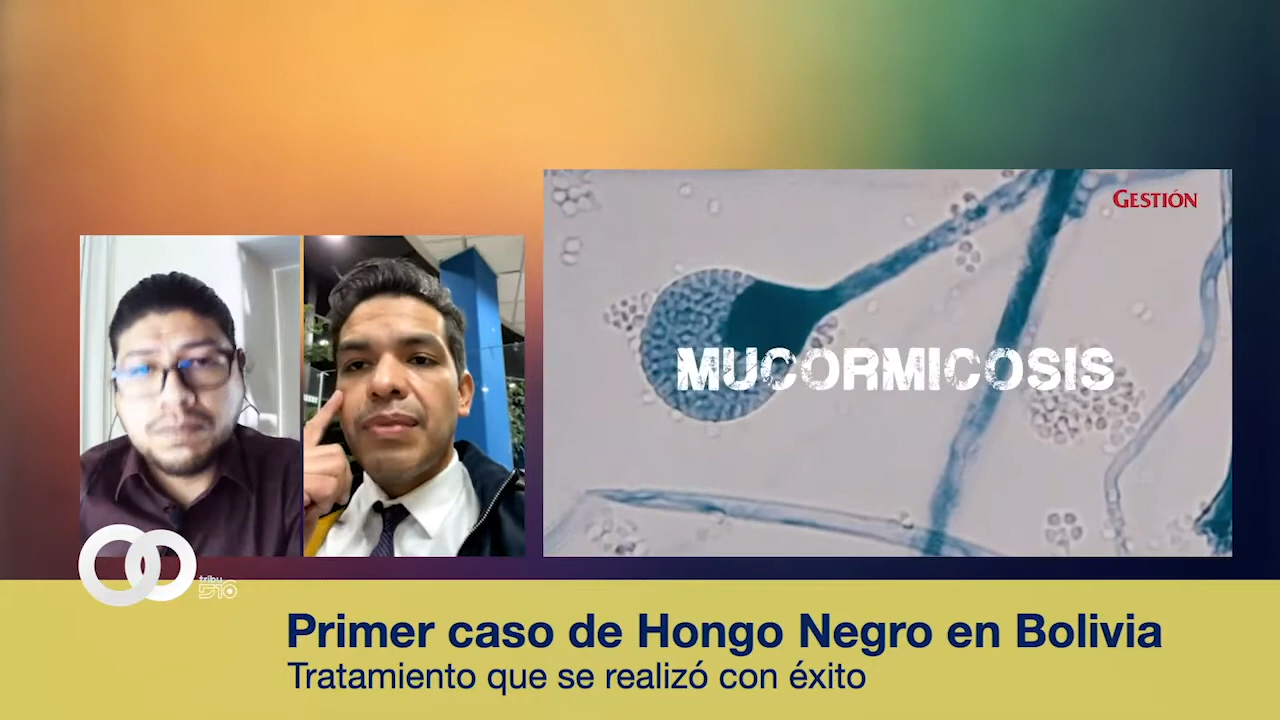 GESTIÓN
MUCORMICOSIS
tribu
510
Primer caso de Hongo Negro en Bolivia
Tratamiento que se realizó con éxito